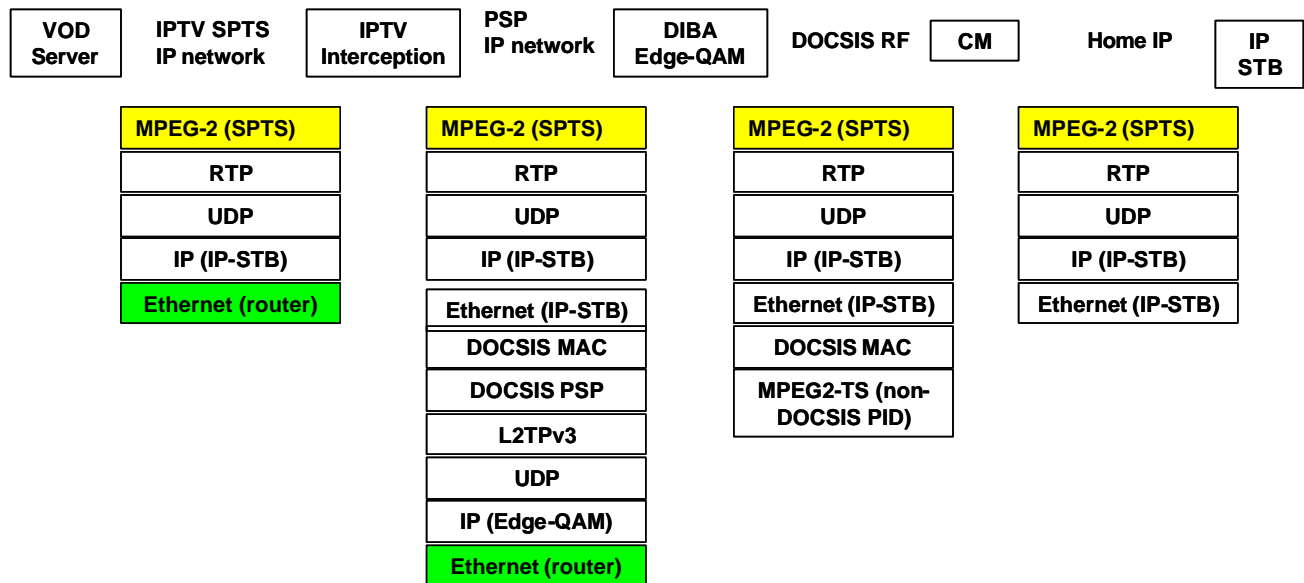 VOD
Server
IPTV SPTS
IP network
IPTV
Interception
PSP
IP network
DIBA
Edge-QAM
DOCSIS RF
CM
Home IP
IP
STB
MPEG-2 (SPTS)
RTP
UDP
IP (IP-STB)
Ethernet (router)
MPEG-2 (SPTS)
RTP
UDP
IP (IP-STB)
Ethernet (IP-STB)
DOCSIS MAC
DOCSIS PSP
L2TPv3
UDP
IP (Edge-QAM)
Ethernet (router)
MPEG-2 (SPTS)
RTP
UDP
IP (IP-STB)
Ethernet (IP-STB)
DOCSIS MAC
MPEG2-TS (non-
DOCSIS PID)
MPEG-2 (SPTS)
RTP
UDP
IP (IP-STB)
Ethernet (IP-STB)